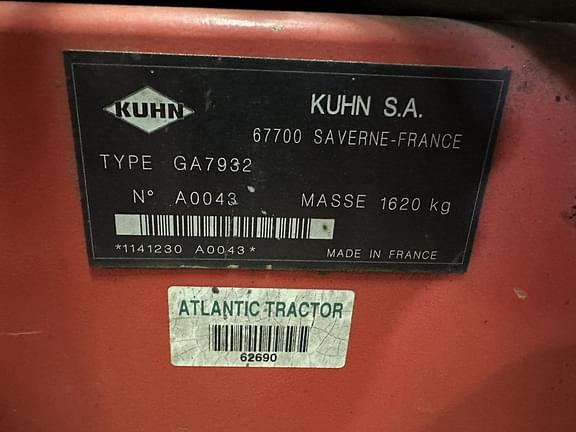 KUHN
KUHN S.A.
67700 SAVERNE-FRANCE
TYPE GA7932
N° A0043 MASSE 1620 kg
*1141230 A0043*
MADE IN FRANCE
ATLANTIC TRACTOR
62690